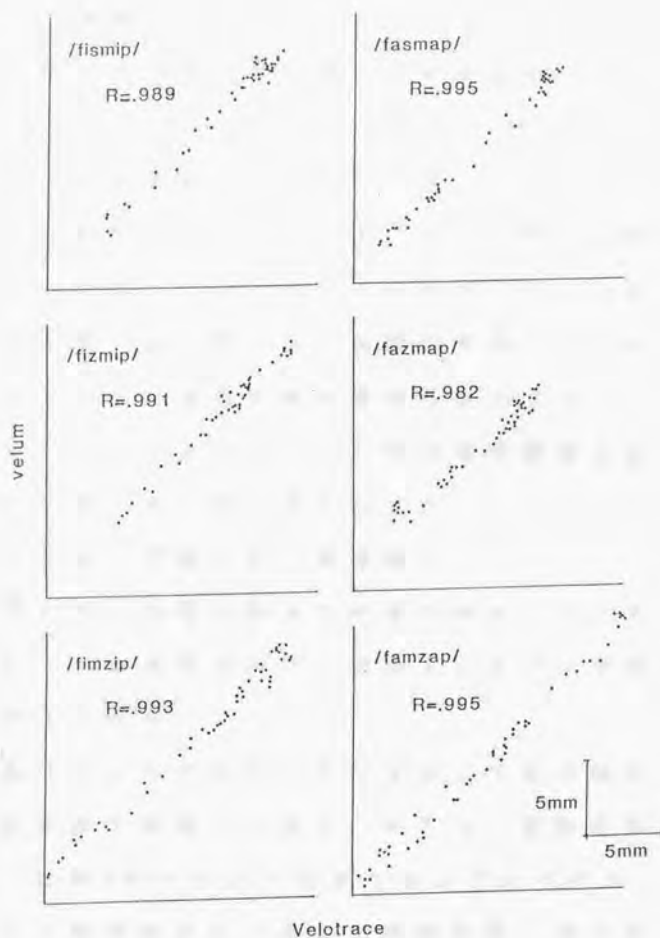 /fismip/
R=.989
/fasmap/
R=.995
/fizmip/
R=.991
/fazmap/
R=.982
velum
/fimzip/
R=.993
/famzap/
R=.995
5mm
5mm
Velotrace